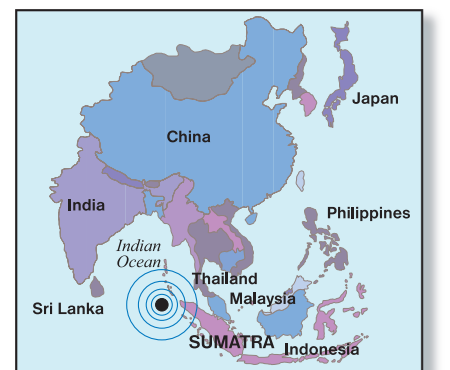 Japan
China
India
Philippines
Indian
Ocean
Thailand
Malaysia
Sri Lanka
SUMATRA
Indonesia